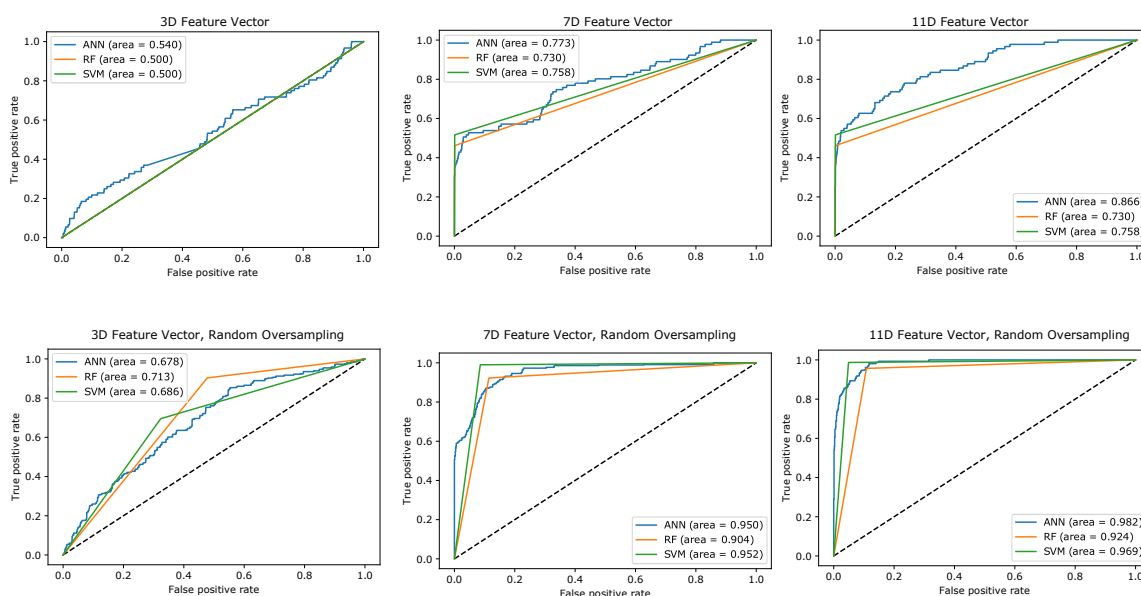 3D Feature Vector
ANN (area = 0.540)
RF (area = 0.500)
SVM (area = 0.500)
1.0
0.8
0.6
0.4
0.2
0.0
True positive rate
0.0 0.2 0.4 0.6 0.8 1.0
False positive rate
7D Feature Vector
ANN (area = 0.773)
RF (area = 0.730)
SVM (area = 0.758)
1.0
0.8
0.6
0.4
0.2
0.0
True positive rate
0.0 0.2 0.4 0.6 0.8 1.0
False positive rate
11D Feature Vector
1.0
0.8
0.6
0.4
0.2
0.0
True positive rate
ANN (area = 0.866)
RF (area = 0.730)
SVM (area = 0.758)
0.0 0.2 0.4 0.6 0.8 1.0
False positive rate
3D Feature Vector, Random Oversampling
ANN (area = 0.678)
RF (area = 0.713)
SVM (area = 0.686)
1.0
0.8
0.6
0.4
0.2
0.0
True positive rate
0.0 0.2 0.4 0.6 0.8 1.0
False positive rate
7D Feature Vector, Random Oversampling
1.0
0.8
0.6
0.4
0.2
0.0
True positive rate
ANN (area = 0.950)
RF (area = 0.904)
SVM (area = 0.952)
0.0 0.2 0.4 0.6 0.8 1.0
False positive rate
11D Feature Vector, Random Oversampling
1.0
0.8
0.6
0.4
0.2
0.0
True positive rate
ANN (area = 0.982)
RF (area = 0.924)
SVM (area = 0.969)
0.0 0.2 0.4 0.6 0.8 1.0
False positive rate